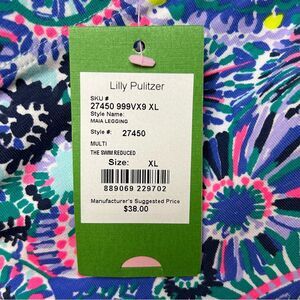 Lilly Pulitzer
SKU #
27450 999VX9 XL
Style Name:
MAIA LEGGING
Style #: 27450
MULTI
THE SWIM REDUCED
Size: XL
889069 229702
Manufacturer's Suggested Price
$38.00